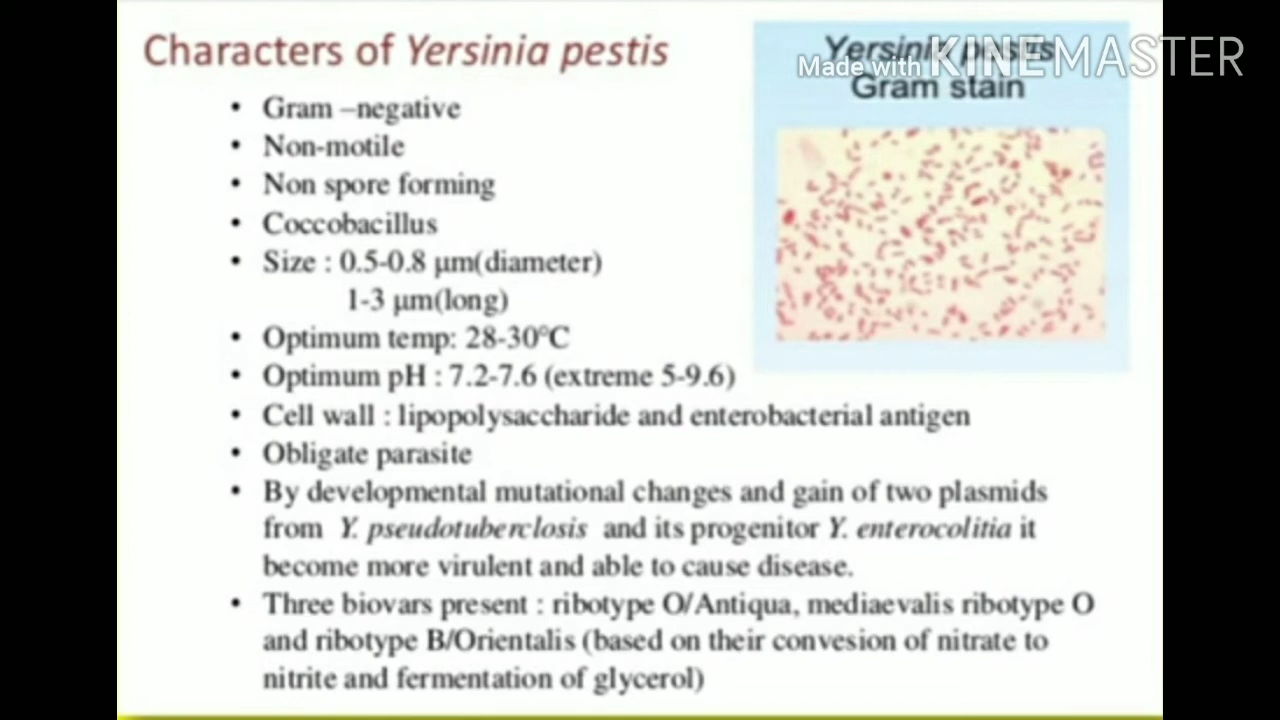 Characters of Yersinia pestis
• Gram –negative
• Non-motile
• Non spore forming
• Coccobacillus
• Size : 0.5-0.8 µm(diameter)
1-3 µm(long)
• Optimum temp: 28-30°C
• Optimum pH : 7.2-7.6 (extreme 5-9.6)
• Cell wall : lipopolysaccharide and enterobacterial antigen
• Obligate parasite
• By developmental mutational changes and gain of two plasmids
from Y. pseudotuberclosis and its progenitor Y. enterocolitia it
become more virulent and able to cause disease.
• Three biovars present : ribotype O/Antiqua, mediaevalis ribotype O
and ribotype B/Orientalis (based on their convesion of nitrate to
nitrite and fermentation of glycerol)
Yersinia pestis
Gram stain
Made with KINEMASTER